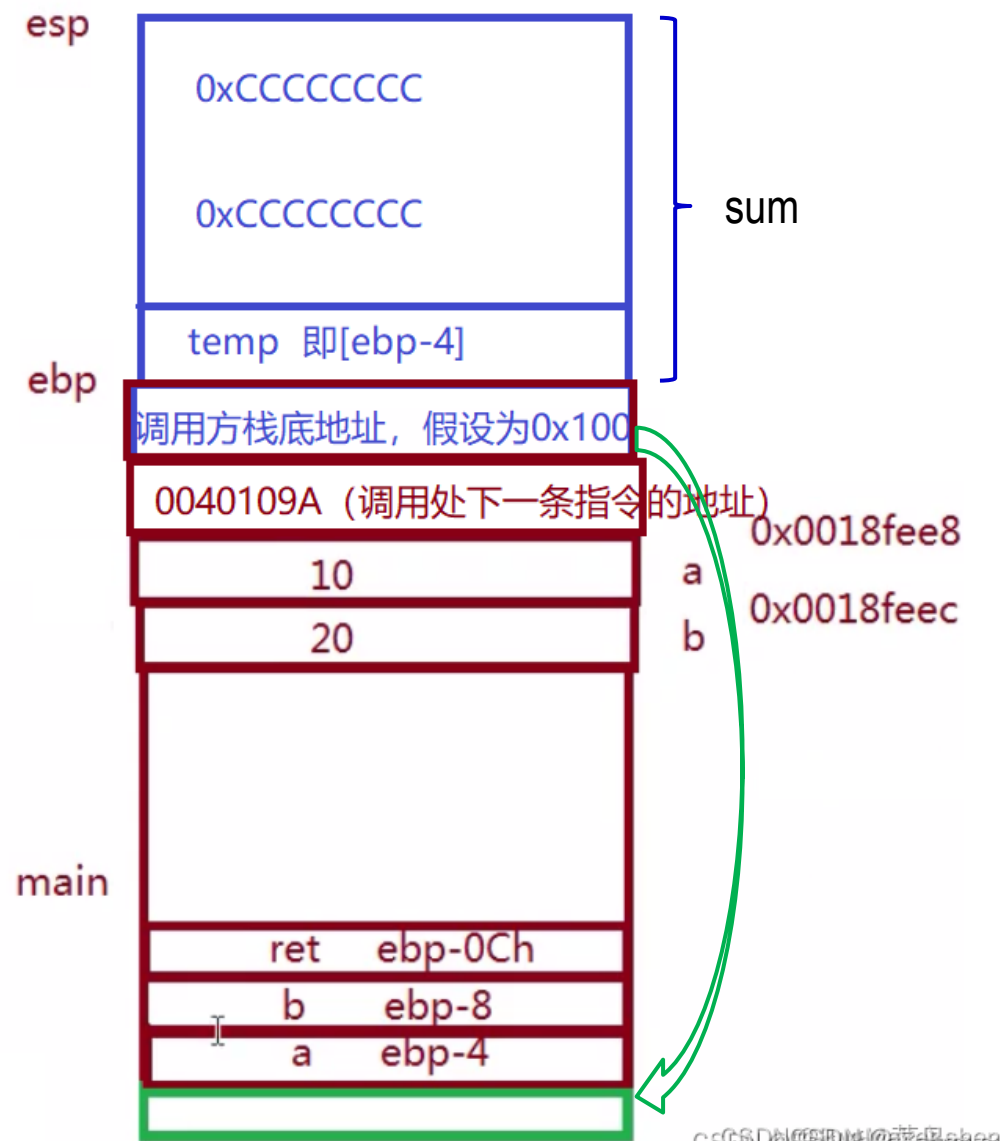 esp
0xCCCCCCCC
0xCCCCCCCC
sum
temp 即[ebp-4]
ebp
调用方栈底地址，假设为0x100
0040109A（调用处下一条指令的地址）
0x0018fee8
10 a
0x0018feec
20 b
main
ret ebp-0Ch
b ebp-8
a ebp-4